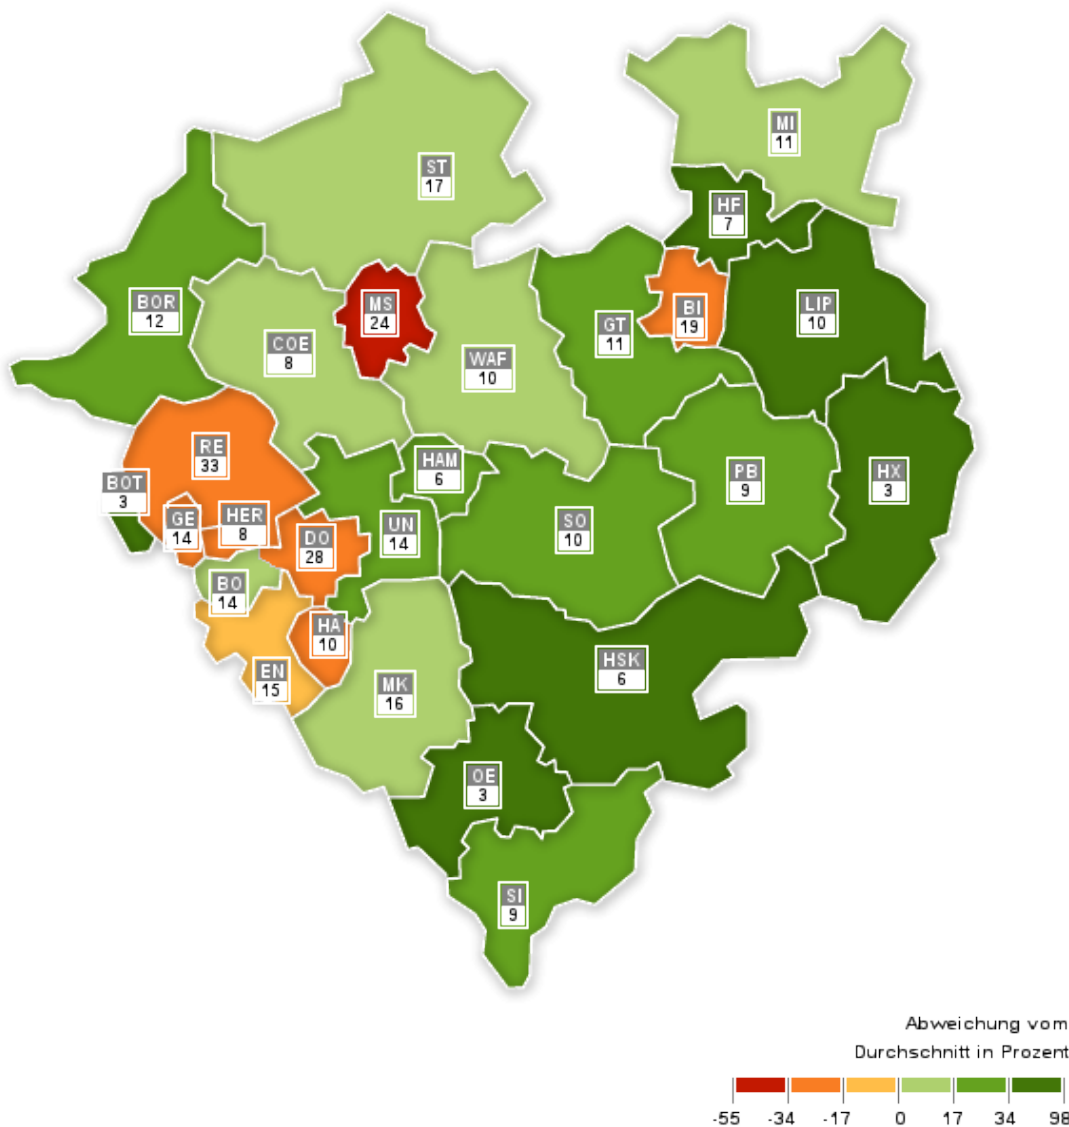 MI
11
ST
17
HF
7
BOR
12
MS
24
LIP
10
BI
19
GT
11
COE
8
WAF
10
RE
33
HAM
6
PB
9
HX
3
BOT
3
GE
14
HER
8
DO
28
UN
14
SO
10
BO
14
HA
10
EN
15
HSK
6
MK
16
OE
3
SI
9
Abweichung vom
Durchschnitt in Prozent
-55 -34 -17 0 17 34 98